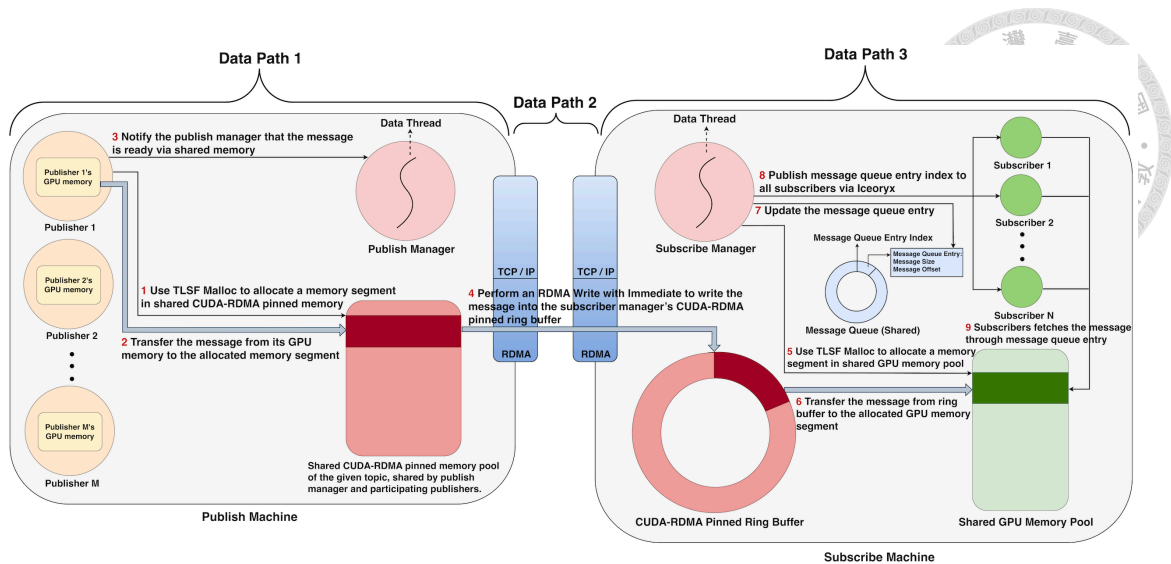 Data Path 1
Data Path 2
Data Path 3
3 Notify the publish manager that the message
is ready via shared memory
Data Thread
Publisher 1's
GPU memory
Publisher 1
Publish Manager
Publisher 2's
GPU memory
Publisher 2
1 Use TLSF Malloc to allocate a memory segment
in shared CUDA-RDMA pinned memory
2 Transfer the message from its GPU
memory to the allocated memory segment
Publisher M's
GPU memory
Publisher M
Shared CUDA-RDMA pinned memory pool
of the given topic, shared by publish
manager and participating publishers.
Publish Machine
TCP / IP
RDMA
TCP / IP
RDMA
4 Perform an RDMA Write with Immediate to write the
message into the subscriber manager's CUDA-RDMA
pinned ring buffer
Data Thread
Subscribe Manager
8 Publish message queue entry index to
all subscribers via Iceoryx
7 Update the message queue entry
Message Queue Entry Index
Message Queue Entry:
Message Size
Message Offset
Message Queue (Shared)
Subscriber 1
Subscriber 2
Subscriber N
9 Subscribers fetches the message
through message queue entry
5 Use TLSF Malloc to allocate a memory
segment in shared GPU memory pool
6 Transfer the message from ring
buffer to the allocated GPU memory
segment
CUDA-RDMA Pinned Ring Buffer
Shared GPU Memory Pool
Subscribe Machine
臺
灣